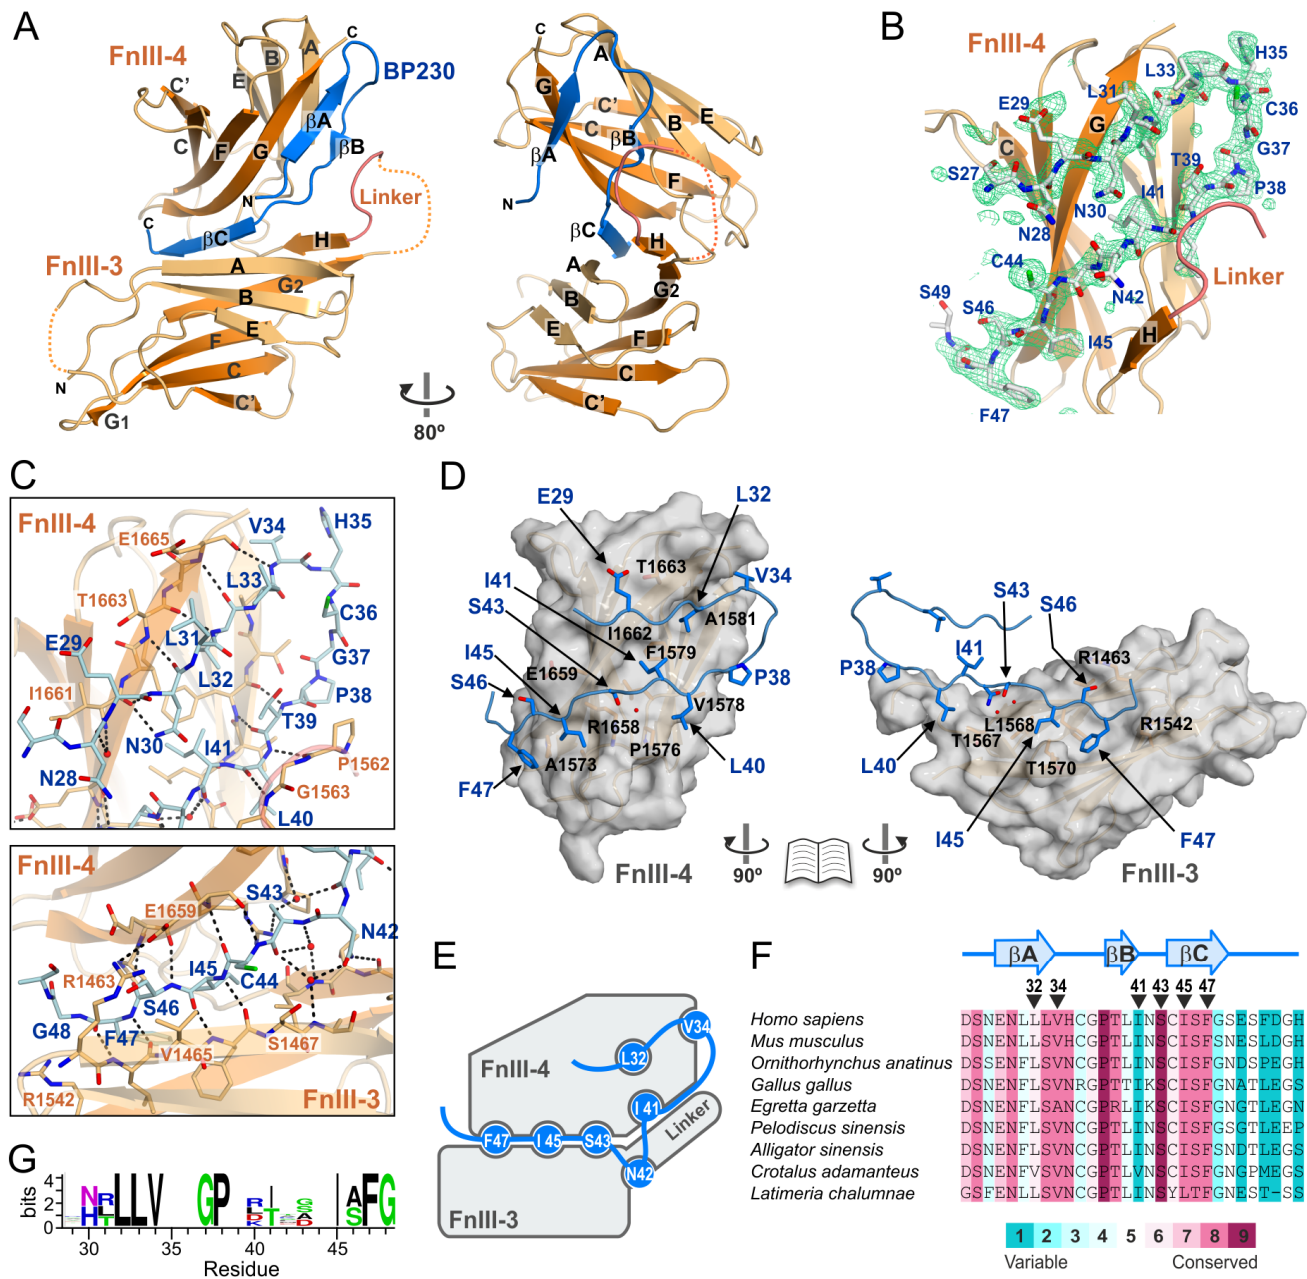 A
FnIII-4
C
A
B
E
C'
BP230
βA
C
F
G
βB
N
Linker
C
βC
H
FnIII-3
A
G2
B
E
F
C
N
C'
G1
C
A
G
C'
B
E
C
βB
βA
F
N
βC
H
A
G2
B
E
F
C
C'
80º
B
FnIII-4
H35
L33
L31
E29
C36
G
G37
C
T39
S27
P38
I41
N30
N28
C44
Linker
N42
S49
S46
H
I45
F47
C
FnIII-4
V34
H35
E1665
L33
T1663
C36
L31
E29
G37
L32
I1661
P38
T39
N30
I41
P1562
N28
G1563
L40
FnIII-4
S43
E1659
N42
I45
R1463
C44
S46
G48
F47
S1467
V1465
R1542
FnIII-3
D
E29
L32
T1663
V34
I41
S43
A1581
I1662
I45
F1579
E1659
P38
S46
V1578
R1658
P1576
A1573
L40
F47
FnIII-4
90º
90º
S43
S46
I41
R1463
P38
L1568
R1542
T1567
L40
T1570
I45
F47
FnIII-3
E
V34
L32
FnIII-4
I 41
Linker
F47
I 45
S43
N42
FnIII-3
F
βA
βB
βC
32 34 41 43 45 47
Homo sapiens DSNENLLLVHCGPTLINSCISFGSESFDGH
Mus musculus DSNENLLSVHCGPTLINSCISFSNESLDGH
Ornithorhynchus anatinus DSSENFLSVNCGPTLINSCISFGNDSPEGH
Gallus gallus DSNENFLSVNRGPTTIKSCISFGNATLEGS
Egretta garzetta DSNENFLSANCGPRLIKSCISFGNGTLEGN
Pelodiscus sinensis DSNENFLSVNCGPTLINSCISFGSGTLEEP
Alligator sinensis DSNENFLSVNCGPTLINSCISFGNDTLEGS
Crotalus adamanteus DSNENFVSVNCGPTLVNSCISFGNGPMEGS
Latimeria chalumnae GSFENLLSVNCGPTLINSYLTFGNEST-SS
1 2 3 4 5 6 7 8 9
Variable Conserved
G
bits
4
2
0
30 35 40 45
Residue